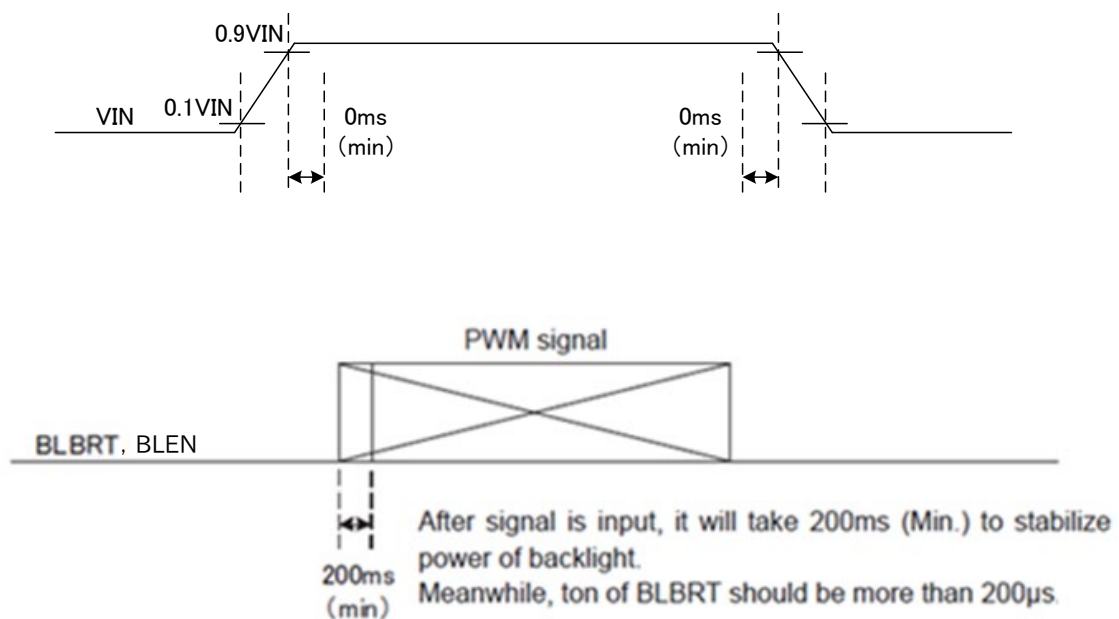 0.9VIN
VIN
0.1VIN
0ms
(min)
0ms
(min)
PWM signal
BLBRT, BLEN
200ms
(min)
After signal is input, it will take 200ms (Min.) to stabilize
power of backlight.
Meanwhile, ton of BLBRT should be more than 200μs.